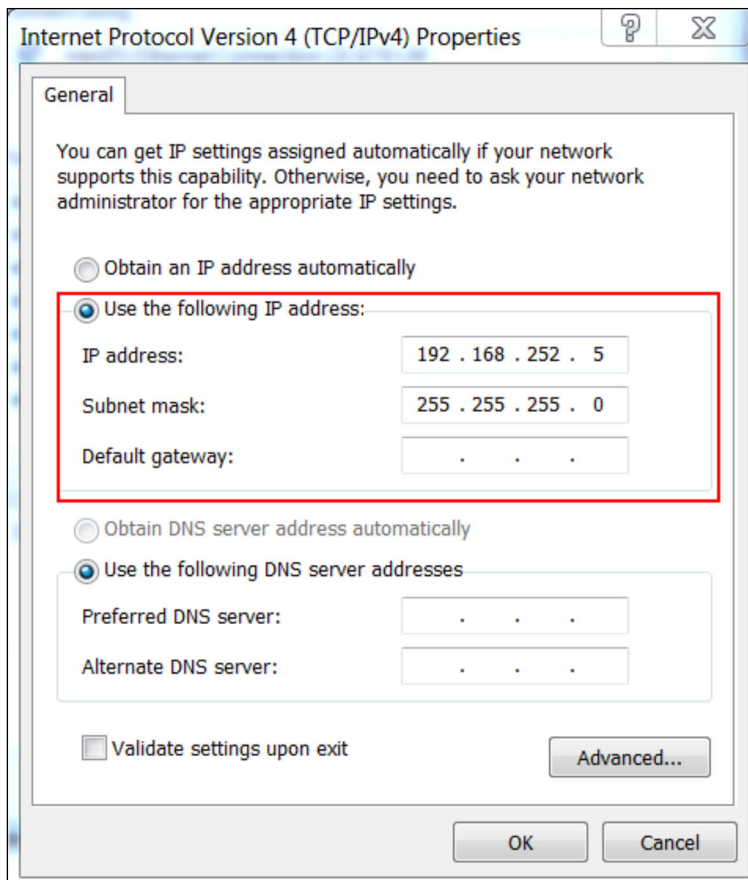 Internet Protocol Version 4 (TCP/IPv4) Properties
General
You can get IP settings assigned automatically if your network
supports this capability. Otherwise, you need to ask your network
administrator for the appropriate IP settings.
Obtain an IP address automatically
Use the following IP address:
IP address: 192 . 168 . 252 . 5
Subnet mask: 255 . 255 . 255 . 0
Default gateway: . . .
Obtain DNS server address automatically
Use the following DNS server addresses
Preferred DNS server: . . .
Alternate DNS server: . . .
Validate settings upon exit
Advanced...
OK Cancel